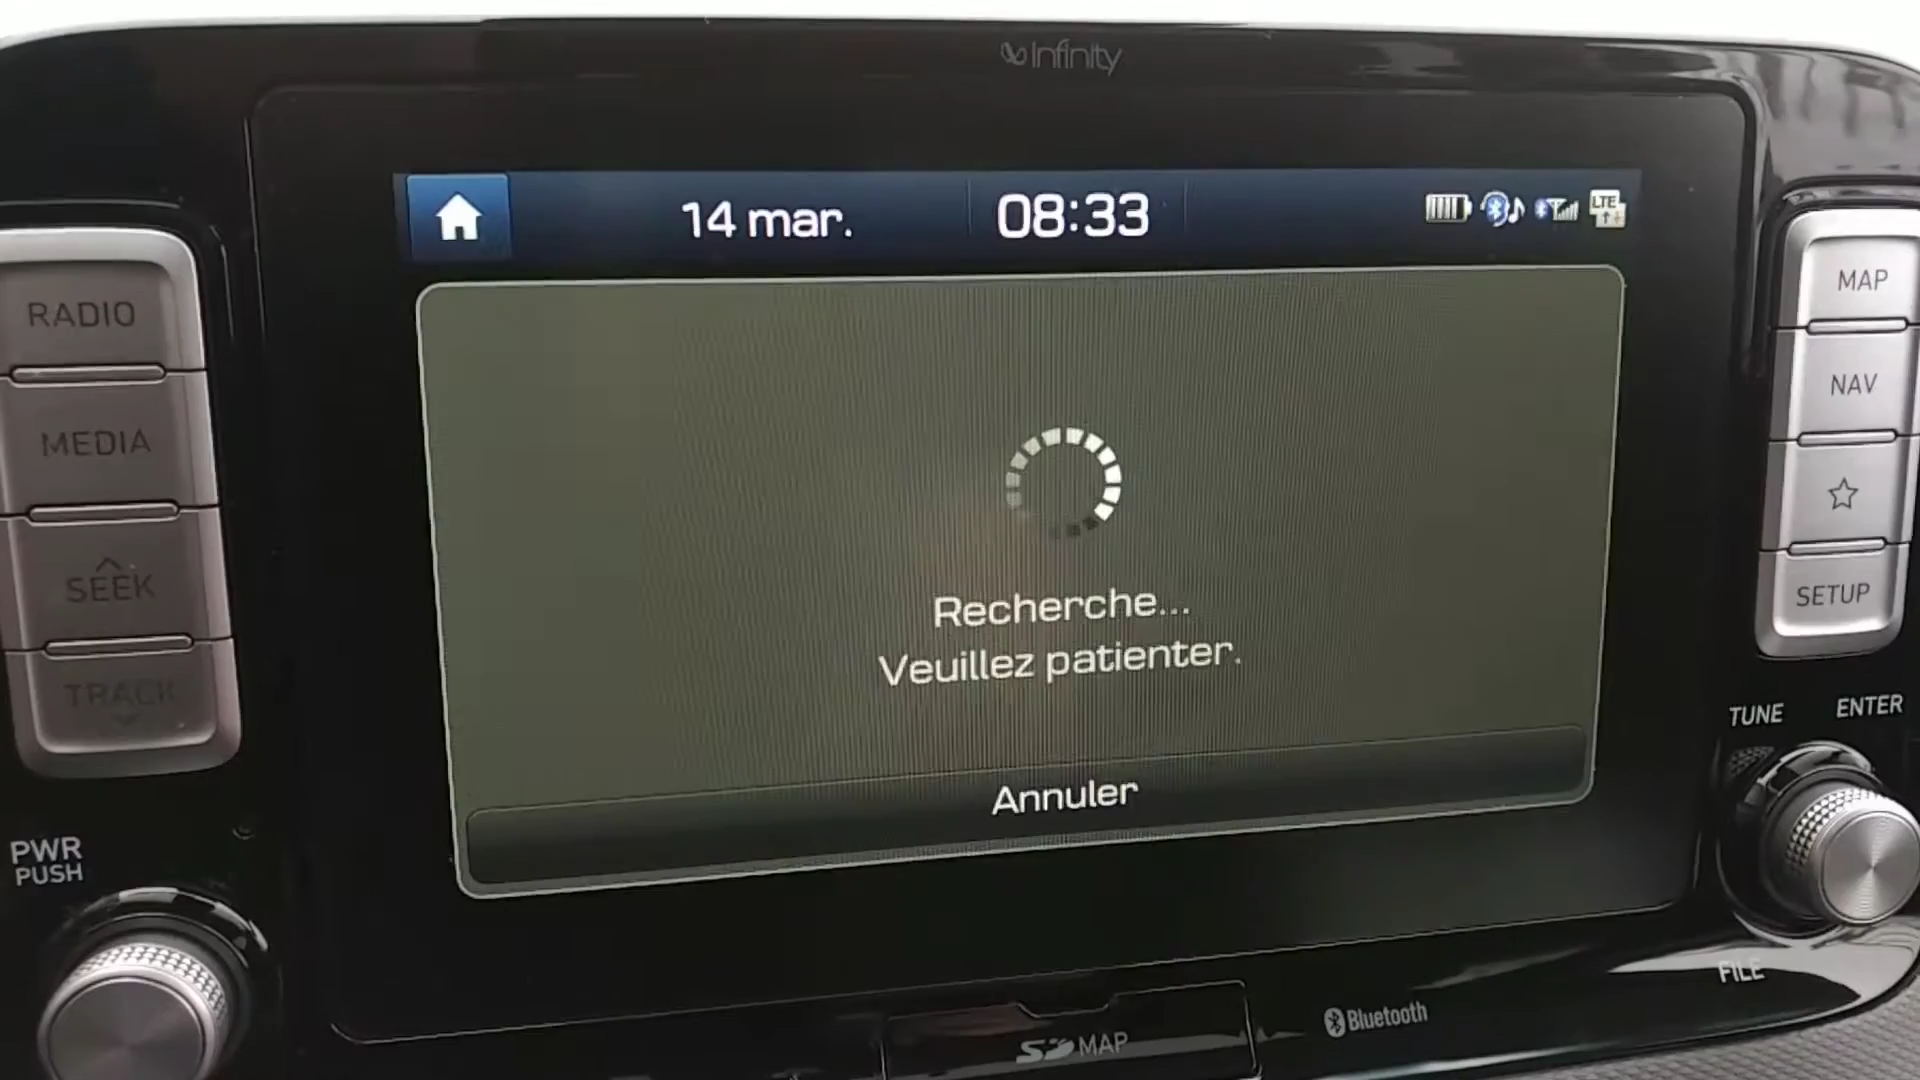 Infinity
14 mar.
08:33
LTE
RADIO
MEDIA
SEEK
TRACK
MAP
NAV
SETUP
Recherche...
Veuillez patienter.
Annuler
TUNE
ENTER
PWR
PUSH
FILE
SD MAP
Bluetooth